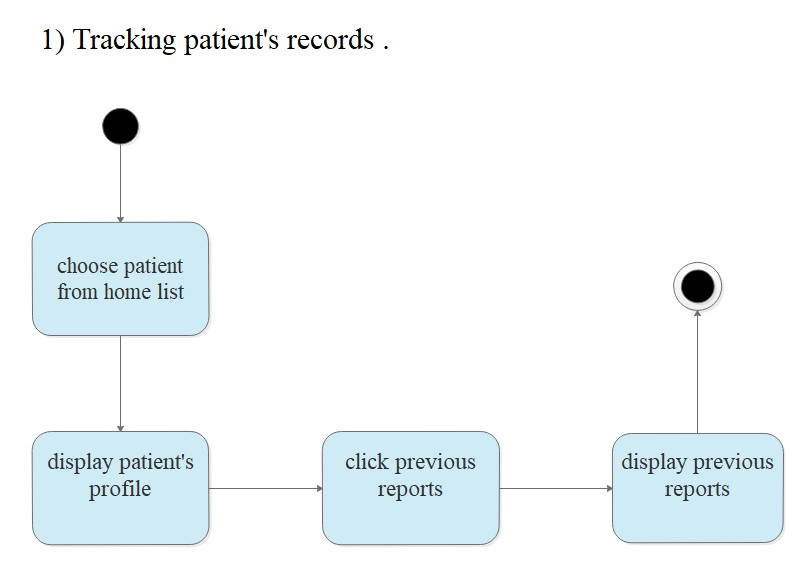 1) Tracking patient's records .
choose patient
from home list
display patient's
profile
click previous
reports
display previous
reports